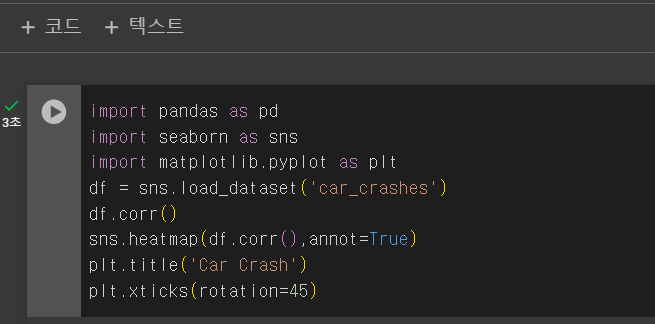 + 코드 + 텍스트
3초
import pandas as pd
import seaborn as sns
import matplotlib.pyplot as plt
df = sns.load_dataset('car_crashes')
df.corr()
sns.heatmap(df.corr(),annot=True)
plt.title('Car Crash')
plt.xticks(rotation=45)